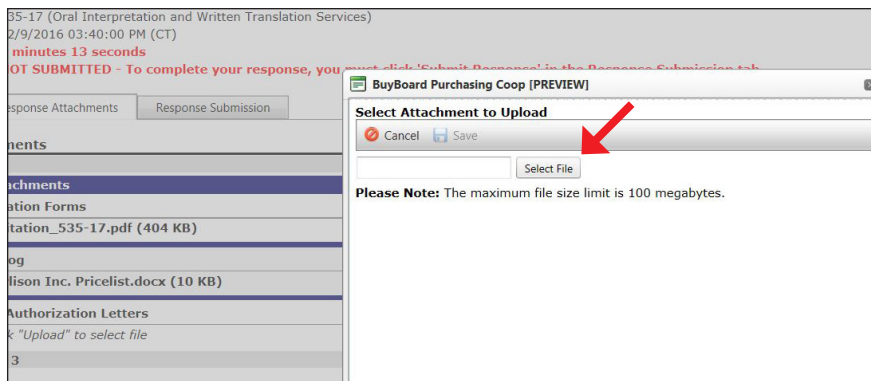 35-17 (Oral Interpretation and Written Translation Services)
2/9/2016 03:40:00 PM (CT)
minutes 13 seconds
OT SUBMITTED - To complete your response, you must click 'Submit Response' in the Response Submission tab
BuyBoard Purchasing Coop [PREVIEW]
esponse Attachments
Response Submission
Select Attachment to Upload
Cancel
Save
ments
Select File
achments
Please Note: The maximum file size limit is 100 megabytes.
ation Forms
itation_535-17.pdf (404 KB)
og
lison Inc. Pricelist.docx (10 KB)
Authorization Letters
k "Upload" to select file
3